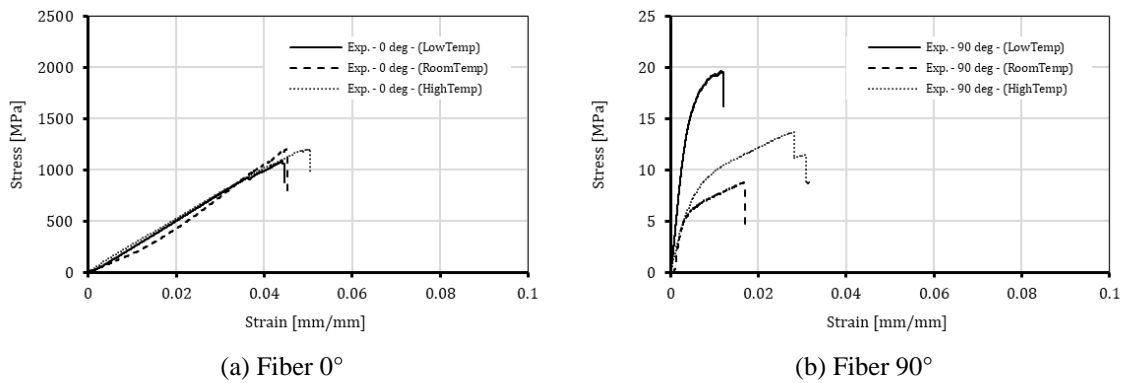 2500
2000
1500
1000
500
0
Stress [MPa]
Exp. - 0 deg - (LowTemp)
Exp. - 0 deg - (RoomTemp)
Exp. - 0 deg - (HighTemp)
0 0.02 0.04 0.06 0.08 0.1
Strain [mm/mm]
(a) Fiber 0°
25
20
15
10
5
0
Stress [MPa]
Exp. - 90 deg - (LowTemp)
Exp. - 90 deg - (RoomTemp)
Exp. - 90 deg - (HighTemp)
0 0.02 0.04 0.06 0.08 0.1
Strain [mm/mm]
(b) Fiber 90°